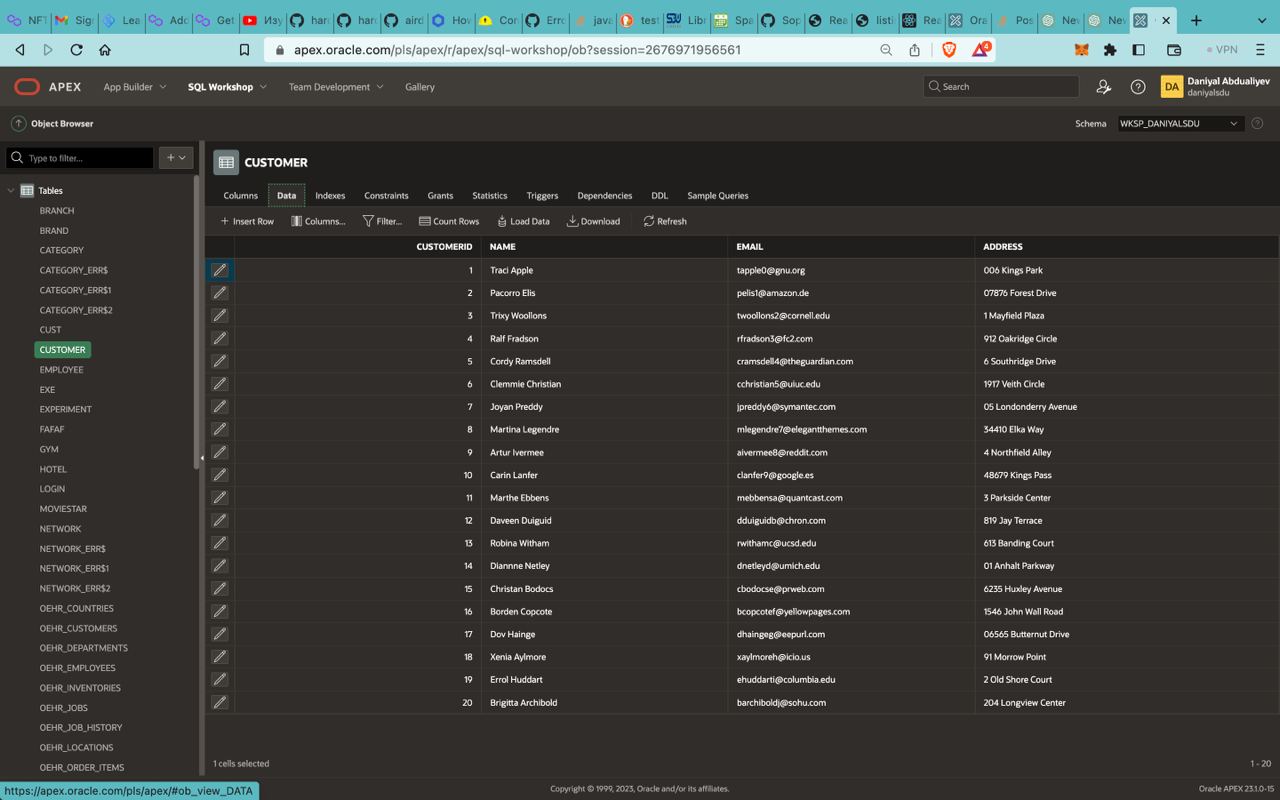 NFT Sign Lea Add Get Изу hard hard aird How Cor Erro java test Libr Spa Sop Rea listi Rea Ora Pos Nev Nev
apex.oracle.com/pls/apex/r/apex/sql-workshop/ob?session=2676971956561 4 VPN
APEX App Builder SQL Workshop Team Development Gallery Search DA Daniyal Abdualiyev
daniyalsdu
Object Browser Schema WKSP_DANIYALSDU
Type to filter... CUSTOMER
Tables Columns Data Indexes Constraints Grants Statistics Triggers Dependencies DDL Sample Queries
BRANCH
BRAND
CATEGORY
CATEGORY_ERR$
CATEGORY_ERR$1
CATEGORY_ERR$2
CUST
CUSTOMER
EMPLOYEE
EXE
EXPERIMENT
FAFAF
GYM
HOTEL
LOGIN
MOVIESTAR
NETWORK
NETWORK_ERR$
NETWORK_ERR$1
NETWORK_ERR$2
OEHR_COUNTRIES
OEHR_CUSTOMERS
OEHR_DEPARTMENTS
OEHR_EMPLOYEES
OEHR_INVENTORIES
OEHR_JOBS
OEHR_JOB_HISTORY
OEHR_LOCATIONS
OEHR_ORDER_ITEMS
+ Insert Row Columns... Filter... Count Rows Load Data Download Refresh
CUSTOMERID NAME EMAIL ADDRESS
1 Traci Apple tapple0@gnu.org 006 Kings Park
2 Pacorro Elis pelis1@amazon.de 07876 Forest Drive
3 Trixy Woollons twoollons2@cornell.edu 1 Mayfield Plaza
4 Ralf Fradson rfradson3@fc2.com 912 Oakridge Circle
5 Cordy Ramsdell cramsdell4@theguardian.com 6 Southridge Drive
6 Clemmie Christian cchristian5@uiuc.edu 1917 Veith Circle
7 Joyan Preddy jpreddy6@symantec.com 05 Londonderry Avenue
8 Martina Legendre mlegendre7@elegantthemes.com 34410 Elka Way
9 Artur Ivermee aivermee8@reddit.com 4 Northfield Alley
10 Carin Lanfer clanfer9@google.es 48679 Kings Pass
11 Marthe Ebbens mebbensa@quantcast.com 3 Parkside Center
12 Daveen Duiguid dduiguidb@chron.com 819 Jay Terrace
13 Robina Witham rwithamc@ucsd.edu 613 Banding Court
14 Diannne Netley dnetleyd@umich.edu 01 Anhalt Parkway
15 Christan Bodocs cbodocse@prweb.com 6235 Huxley Avenue
16 Borden Copcote bcopcotef@yellowpages.com 1546 John Wall Road
17 Dov Hainge dhaingeg@eepurl.com 06565 Butternut Drive
18 Xenia Aylmore xaylmoreh@icio.us 91 Morrow Point
19 Errol Huddart ehuddarti@columbia.edu 2 Old Shore Court
20 Brigitta Archibold barchiboldj@sohu.com 204 Longview Center
1 cells selected 1 - 20
https://apex.oracle.com/pls/apex/#ob_view_DATA Copyright © 1999, 2023, Oracle and/or its affiliates. Oracle APEX 23.1.0-15